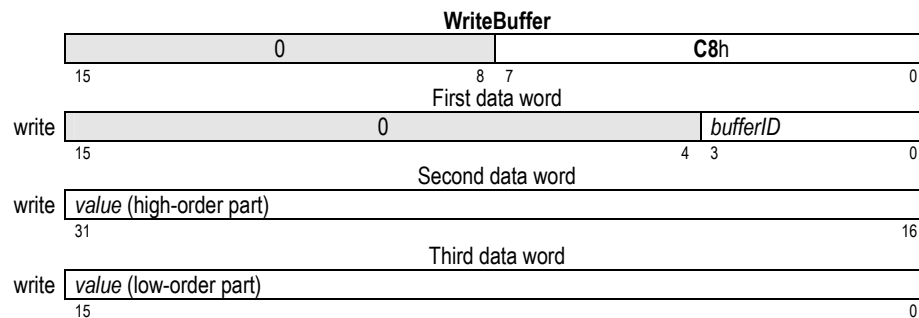 WriteBuffer
0 C8h
15 8 7 0
First data word
write 0 bufferID
15 4 3 0
Second data word
write value (high-order part)
31 16
Third data word
write value (low-order part)
15 0